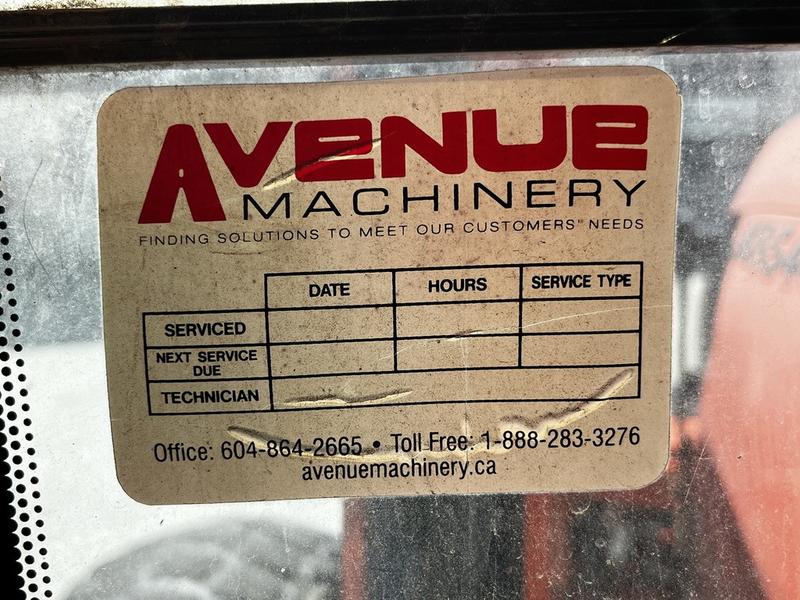 AVENUE
MACHINERY
FINDING SOLUTIONS TO MEET OUR CUSTOMERS" NEEDS
DATE HOURS SERVICE TYPE
SERVICED
NEXT SERVICE
DUE
TECHNICIAN
Office: 604-864-2665 • Toll Free: 1-888-283-3276
avenuemachinery.ca